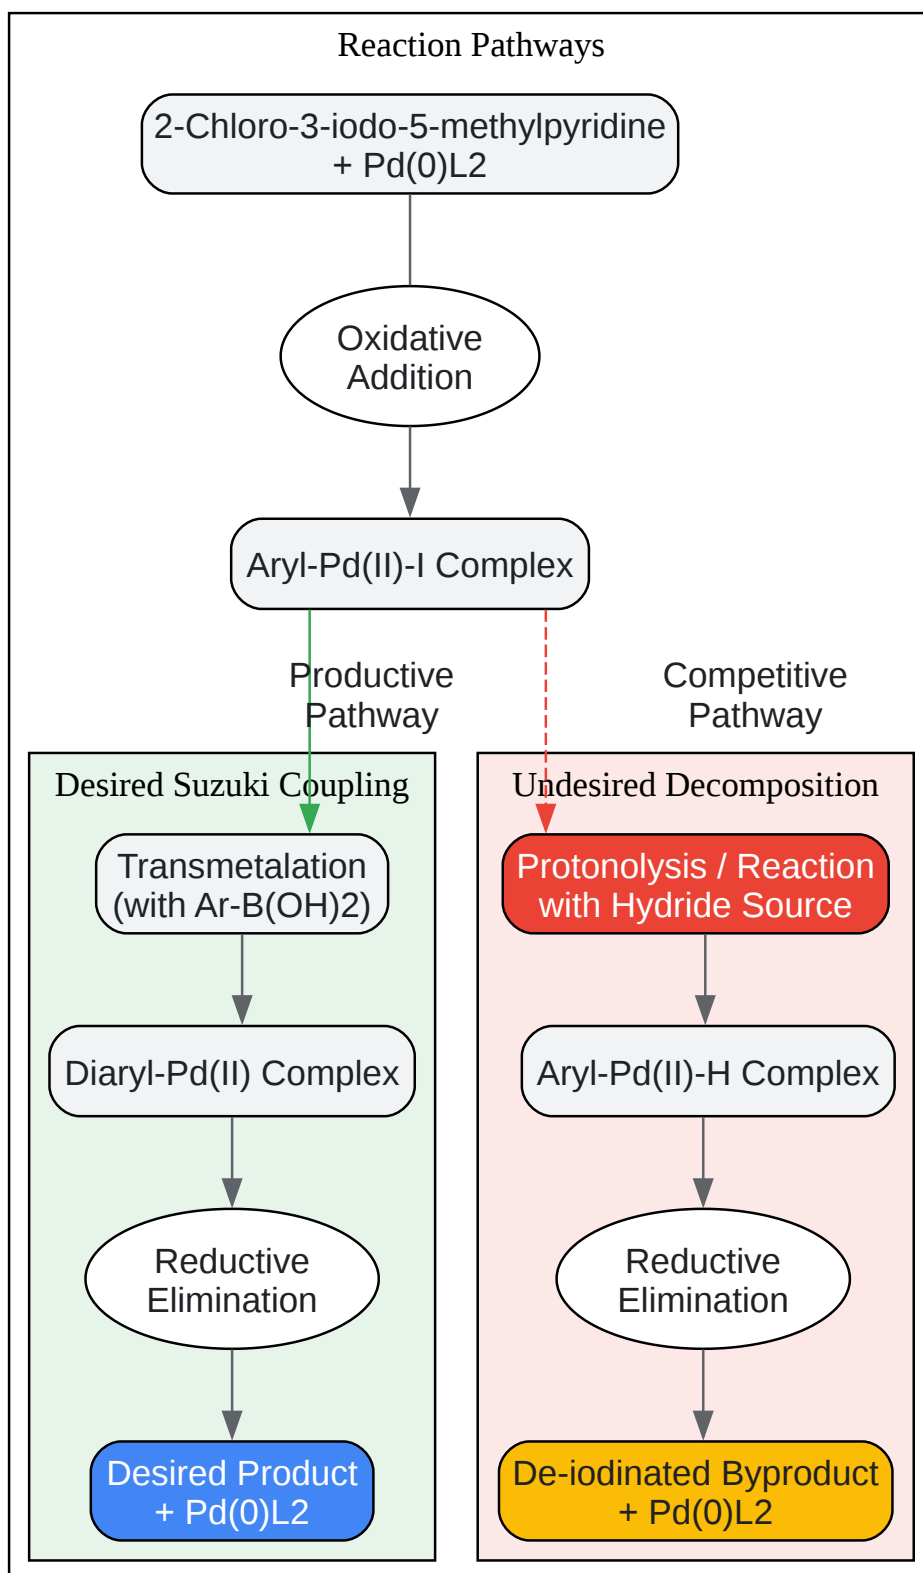 Reaction Pathways
2-Chloro-3-iodo-5-methylpyridine
+ Pd(0)L2
Oxidative
Addition
Aryl-Pd(II)-I Complex
Productive
Pathway
Competitive
Pathway
Desired Suzuki Coupling
Transmetalation
(with Ar-B(OH)2)
Diaryl-Pd(II) Complex
Reductive
Elimination
Desired Product
+ Pd(0)L2
Undesired Decomposition
Protonolysis / Reaction
with Hydride Source
Aryl-Pd(II)-H Complex
Reductive
Elimination
De-iodinated Byproduct
+ Pd(0)L2